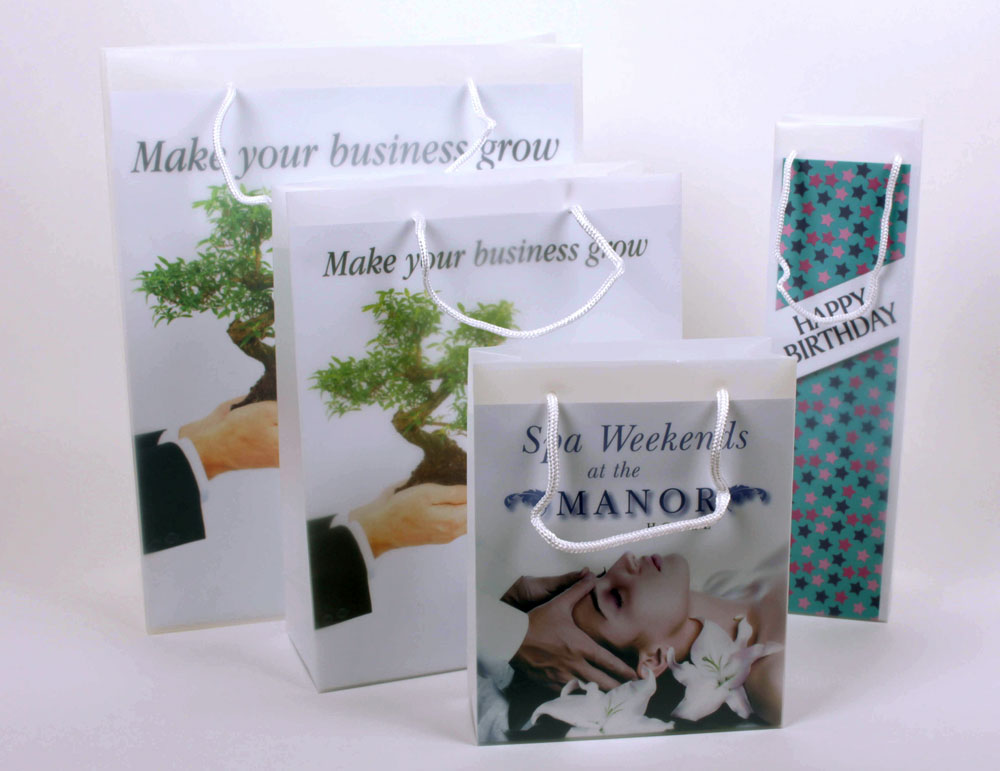 Make your business grow
Make your business grow
Spa Weekends
at the
MANOR
HAPPY
BIRTHDAY